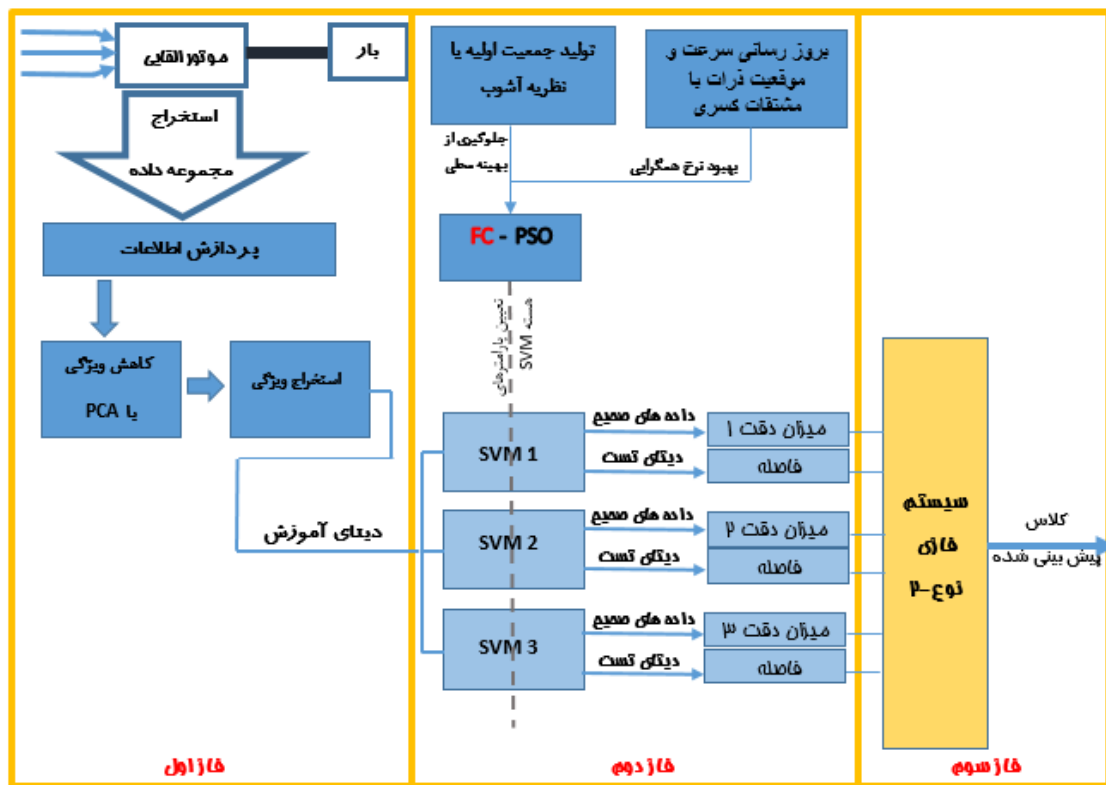 موتور القایی
بار
استخراج
مجموعه داده
پردازش اطلاعات
کاهش ویژگی
با PCA
استخراج ویژگی
دیتای آموزش
فاز اول
تولید جمعیت اولیه با
نظریه آشوب
بروز رسانی سرعت و
موقعیت ذرات با
مشتقات کسری
جلوگیری از
بهینه محلی
بهبود نرخ همگرایی
FC - PSO
تعیین پارامترهای
هسته SVM
SVM 1
داده های صحیح
میزان دقت 1
دیتای تست
فاصله
SVM 2
داده های صحیح
میزان دقت ۲
دیتای تست
فاصله
SVM 3
داده های صحیح
میزان دقت ۳
دیتای تست
فاصله
فاز دوم
سیستم
فازی
نوع-۲
کلاس
پیش بینی شده
فاز سوم